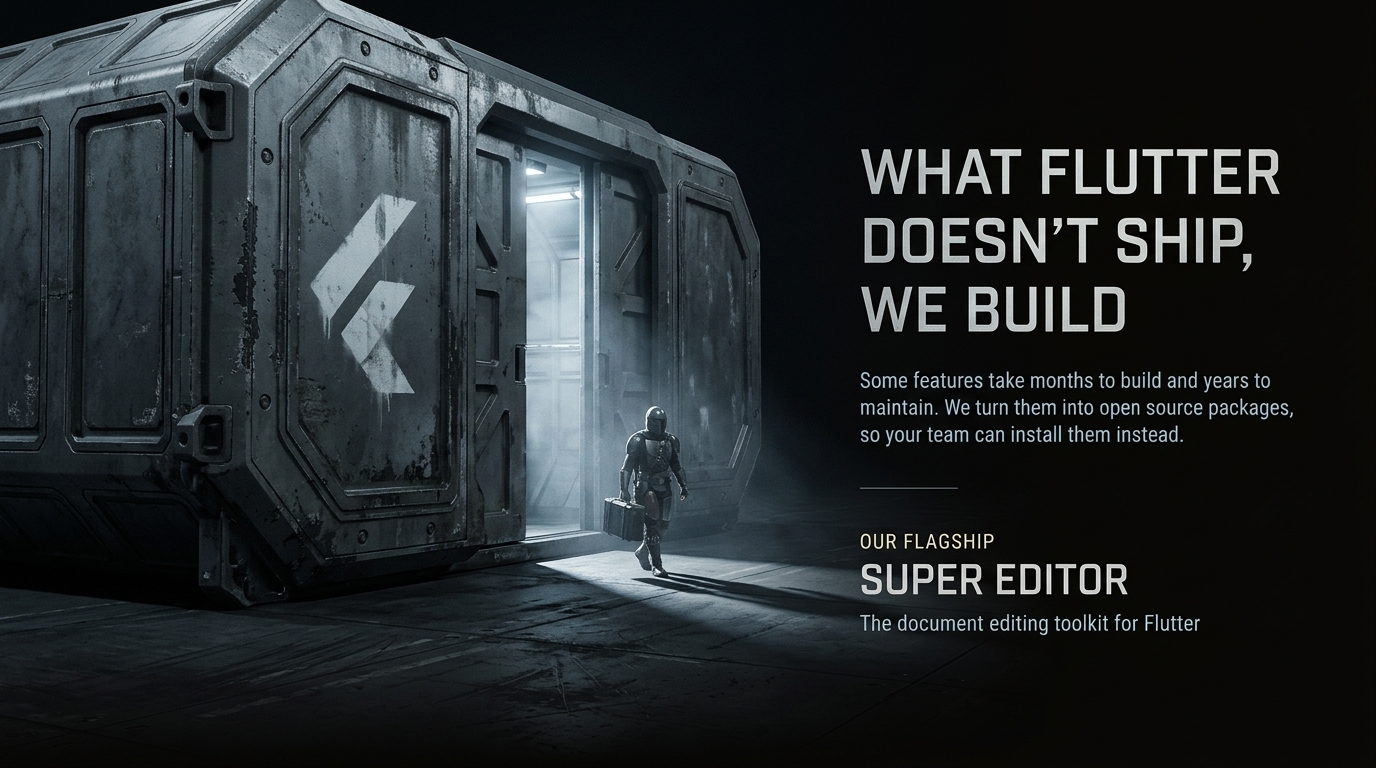 WHAT FLUTTER
DOESN'T SHIP,
WE BUILD
Some features take months to build and years to
maintain. We turn them into open source packages,
so your team can install them instead.
OUR FLAGSHIP
SUPER EDITOR
The document editing toolkit for Flutter